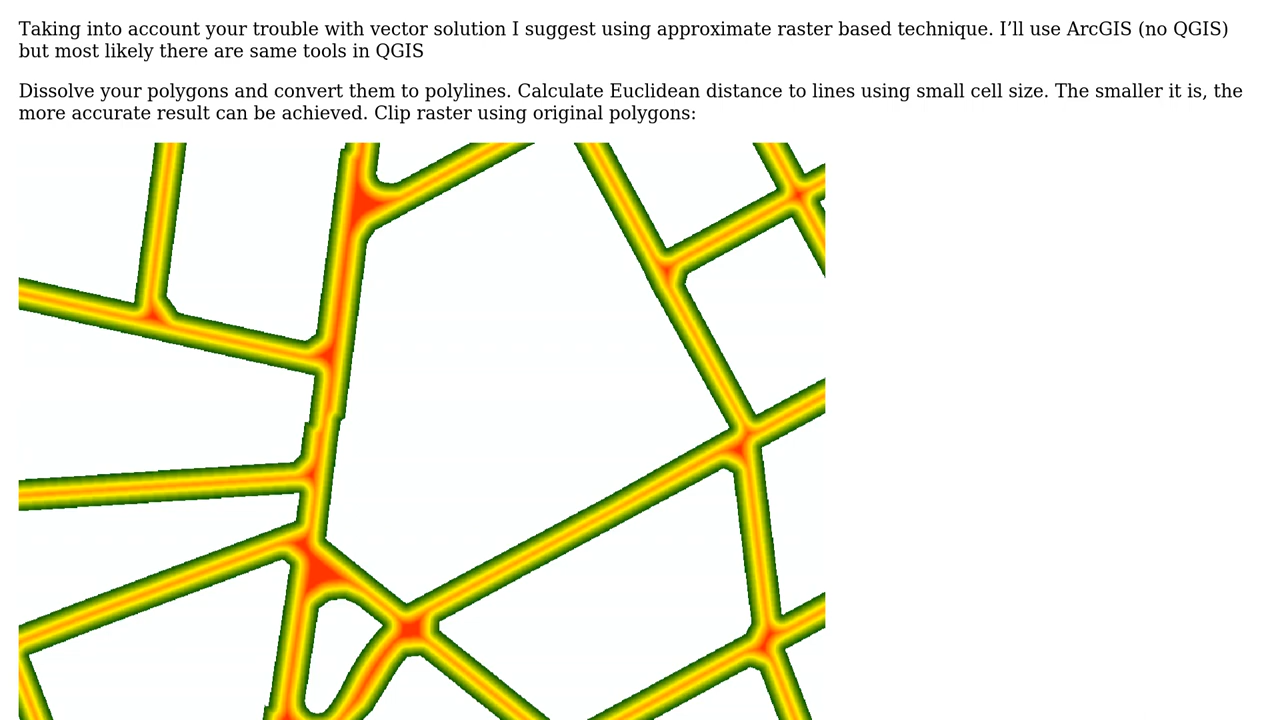 Taking into account your trouble with vector solution I suggest using approximate raster based technique. I’ll use ArcGIS (no QGIS)
but most likely there are same tools in QGIS
Dissolve your polygons and convert them to polylines. Calculate Euclidean distance to lines using small cell size. The smaller it is, the
more accurate result can be achieved. Clip raster using original polygons: